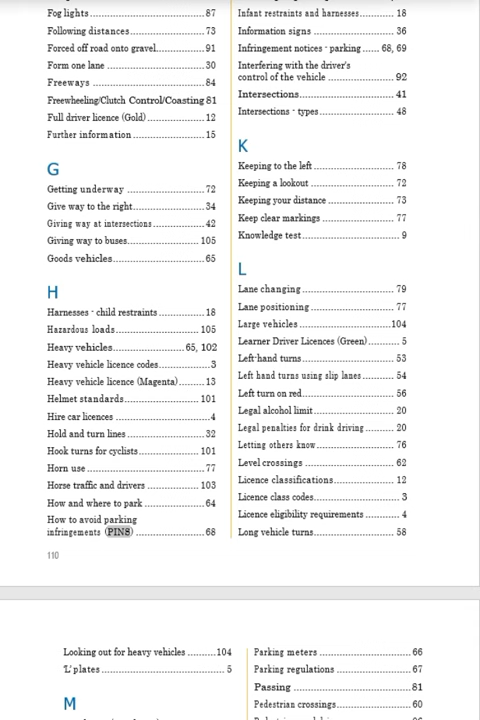 Fog lights 87
Following distances 73
Forced off road onto gravel 91
Form one lane 30
Freeways 84
Freewheeling/Clutch Control/Coasting 81
Full driver licence (Gold) 12
Further information 15
G
Getting underway 72
Give way to the right 34
Giving way at intersections 42
Giving way to buses 105
Goods vehicles 65
H
Harnesses - child restraints 18
Hazardous loads 105
Heavy vehicles 65, 102
Heavy vehicle licence codes 3
Heavy vehicle licence (Magenta) 13
Helmet standards 101
Hire car licences 4
Hold and turn lines 32
Hook turns for cyclists 101
Horn use 77
Horse traffic and drivers 103
How and where to park 64
How to avoid parking
infringements (PINS) 68
110
Infant restraints and harnesses 18
Information signs 36
Infringement notices - parking 68, 69
Interfering with the driver's
control of the vehicle 92
Intersections 41
Intersections - types 48
K
Keeping to the left 78
Keeping a lookout 72
Keeping your distance 73
Keep clear markings 77
Knowledge test 9
L
Lane changing 79
Lane positioning 77
Large vehicles 104
Learner Driver Licences (Green) 5
Left-hand turns 53
Left hand turns using slip lanes 54
Left turn on red 56
Legal alcohol limit 20
Legal penalties for drink driving 20
Letting others know 76
Level crossings 62
Licence classifications 12
Licence class codes 3
Licence eligibility requirements 4
Long vehicle turns 58
Looking out for heavy vehicles 104
'L' plates 5
M
Parking meters 66
Parking regulations 67
Passing 81
Pedestrian crossings 60